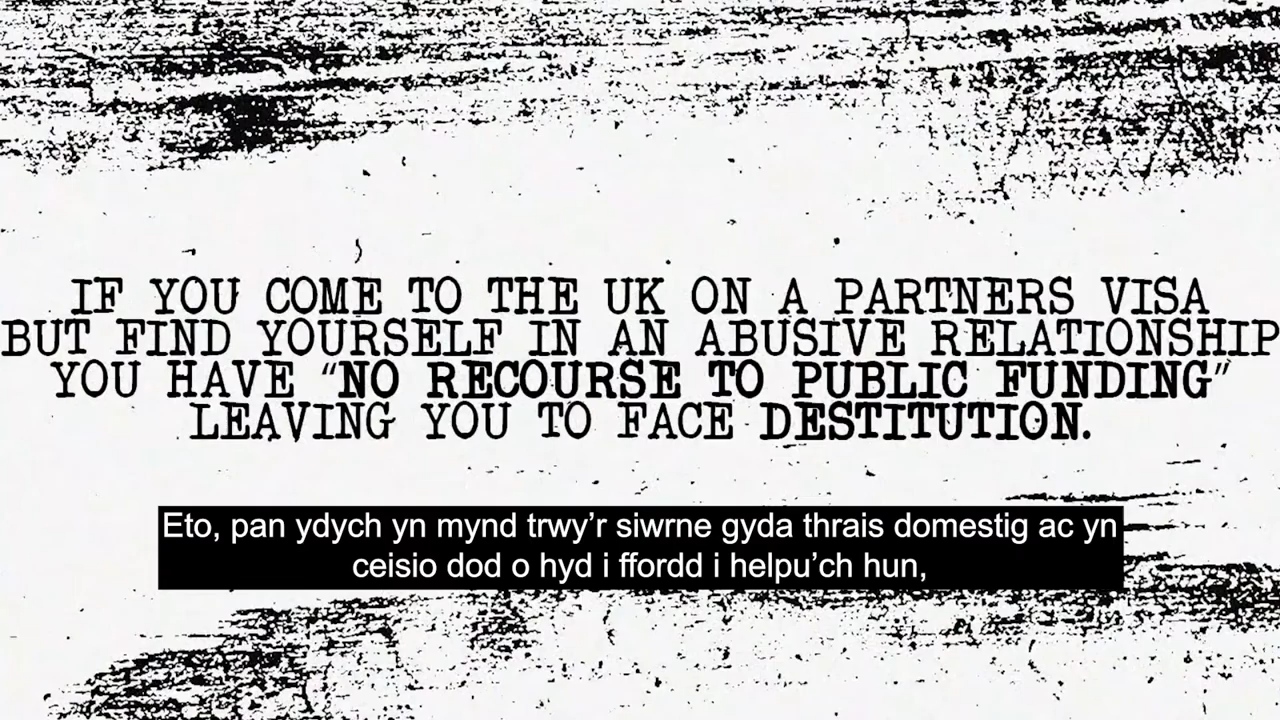 IF YOU COME TO THE UK ON A PARTNERS VISA
BUT FIND YOURSELF IN AN ABUSIVE RELATIONSHIP
YOU HAVE “NO RECOURSE TO PUBLIC FUNDING”
LEAVING YOU TO FACE DESTITUTION.
Eto, pan ydych yn mynd trwy’r siwrne gyda thrais domestig ac yn
ceisio dod o hyd i ffordd i helpu’ch hun,